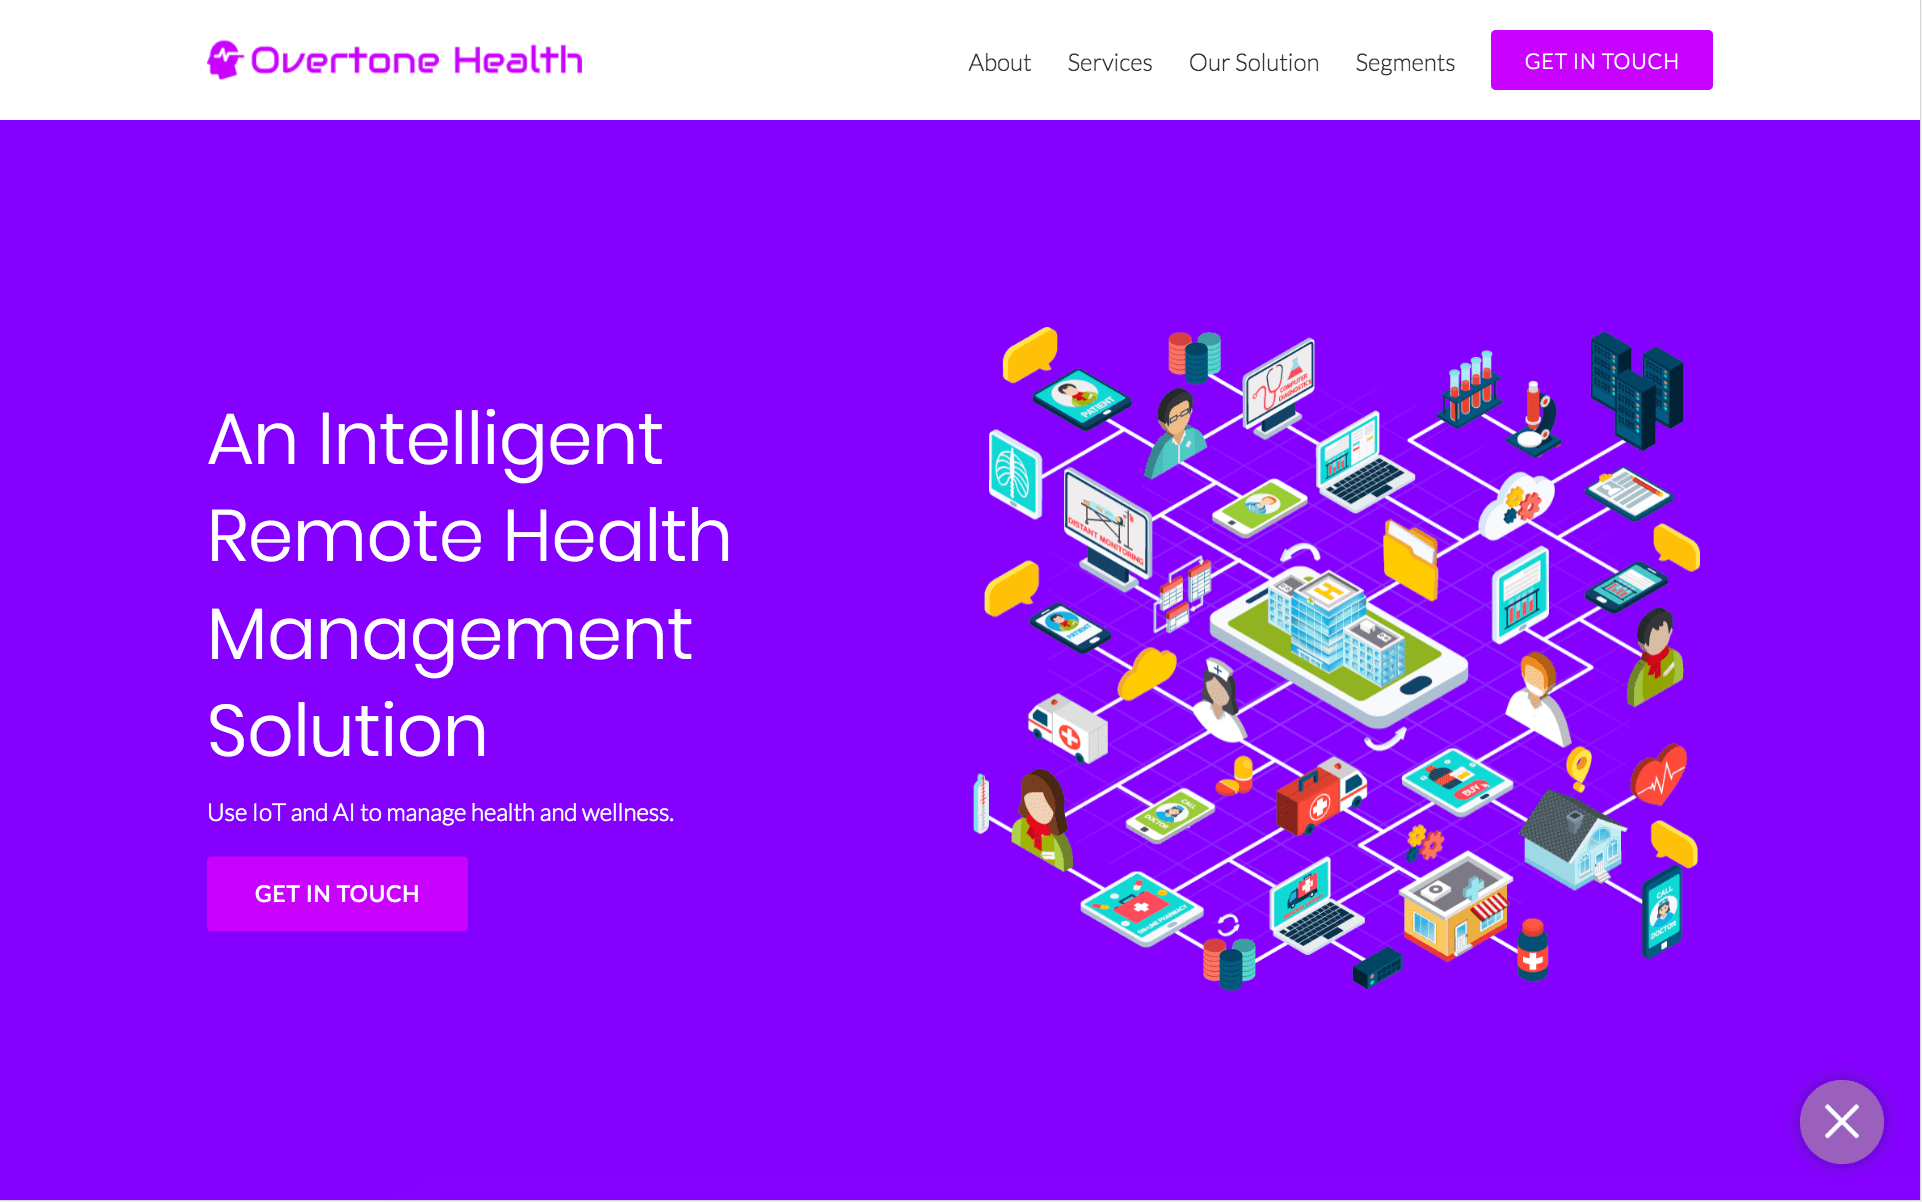 Overtone Health
About
Services
Our Solution
Segments
GET IN TOUCH
An Intelligent
Remote Health
Management
Solution
Use IoT and AI to manage health and wellness.
GET IN TOUCH
PATIENT
COMPUTER
DIAGNOSTICS
DISTANT MONITORING
H
PATIENT
CALL
DOCTOR
BUY
ON-LINE PHARMACY
CALL
DOCTOR